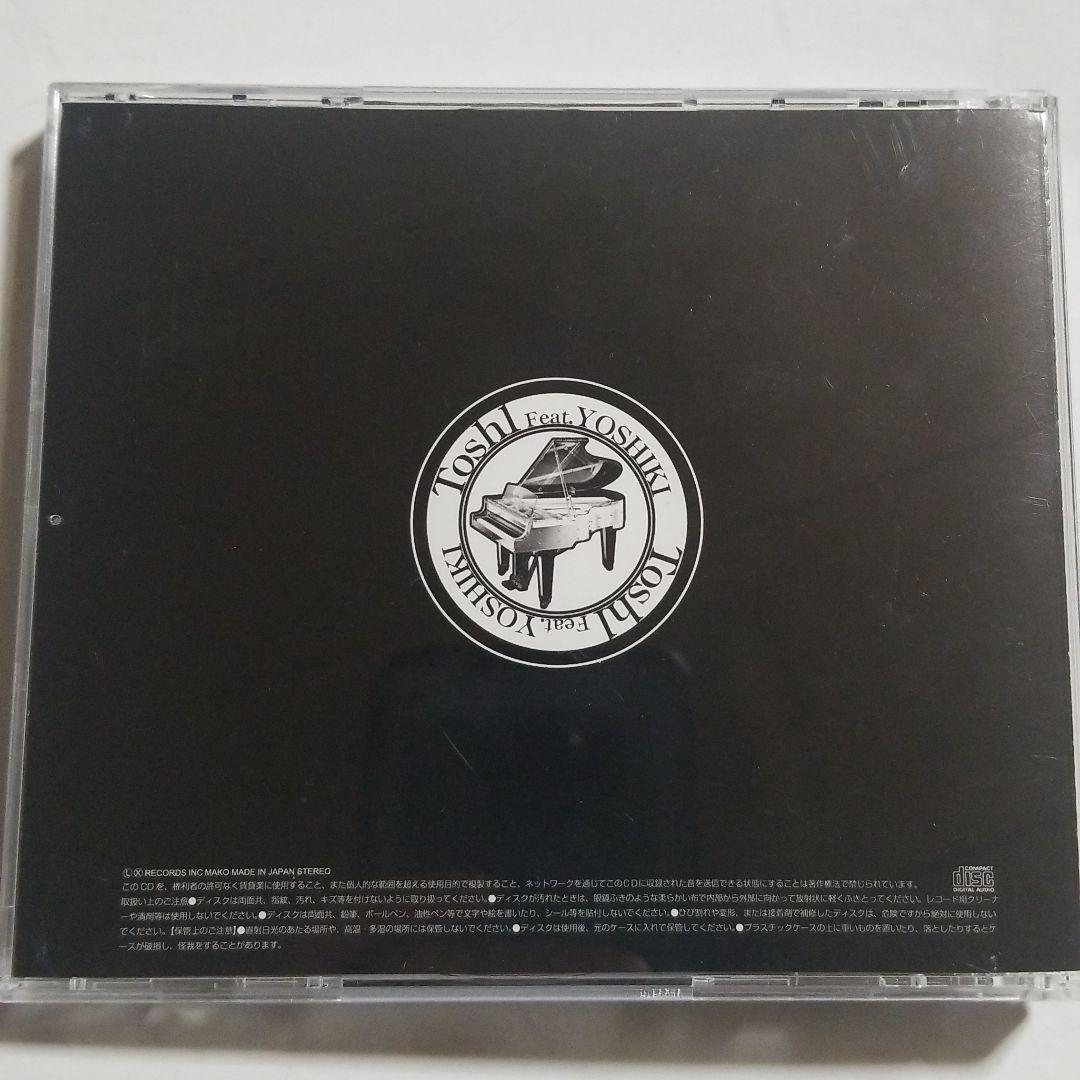 Toshl Feat. YOSHIKI
Toshl Feat. YOSHIKI
Ⓛ Ⓧ RECORDS INC MAKO MADE IN JAPAN STEREO
このCDを、権利者の許可なく賃貸業に使用すること、また個人的な範囲を超える使用目的で複製すること、ネットワークを通じてこのCDに収録された音を送信できる状態にすることは著作権法で禁じられています。
取扱い上のご注意●ディスクは両面共、指紋、汚れ、キズ等を付けないように取り扱ってください。●ディスクが汚れたときは、眼鏡ふきのような柔らかい布で内部から外部に向かって放射状に軽くふきとってください。レコード用クリーナ
ーや溶剤等は使用しないでください。●ディスクは両面共、鉛筆、ボールペン、油性ペン等で文字や絵を書いたり、シール等を貼付しないでください。●ひび割れや変形、または接着剤で補修したディスクは、危険ですから絶対に使用しない
でください。【保管上のご注意】●直射日光のあたる場所や、高温・多湿の場所には保管しないでください。●ディスクは使用後、元のケースに入れて保管してください。●プラスチックケースの上に重いものを置いたり、落としたりするとケ
ースが破損し、怪我をすることがあります。
COMPACT
disc
DIGITAL AUDIO